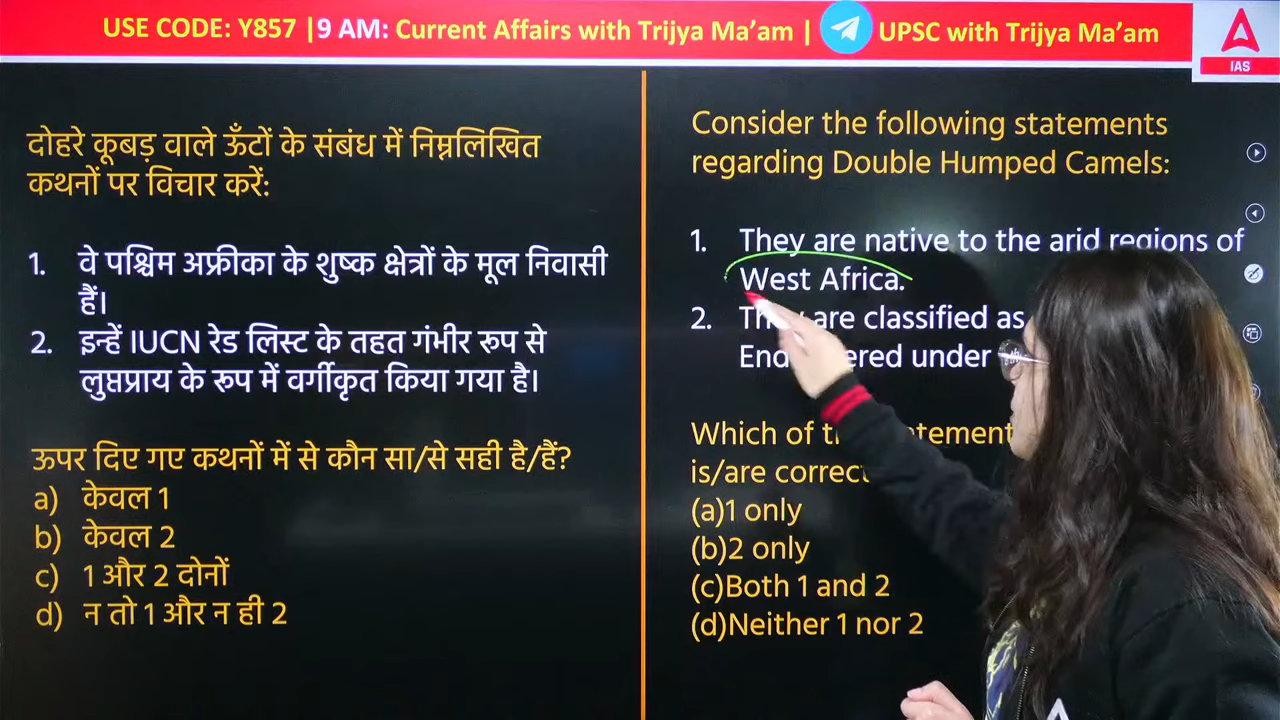 USE CODE: Y857 |9 AM: Current Affairs with Trijya Ma’am | UPSC with Trijya Ma’am
IAS
दोहरे कूबड़ वाले ऊँटों के संबंध में निम्नलिखित
कथनों पर विचार करें:
1. वे पश्चिम अफ्रीका के शुष्क क्षेत्रों के मूल निवासी
हैं।
2. इन्हें IUCN रेड लिस्ट के तहत गंभीर रूप से
लुप्तप्राय के रूप में वर्गीकृत किया गया है।
ऊपर दिए गए कथनों में से कौन सा/से सही है/हैं?
a) केवल 1
b) केवल 2
c) 1 और 2 दोनों
d) न तो 1 और न ही 2
Consider the following statements
regarding Double Humped Camels:
1. They are native to the arid regions of
West Africa.
2. are classified as
under
Which of
is/are
(a)1 only
(b)2 only
(c)Both 1 and 2
(d)Neither 1 nor 2